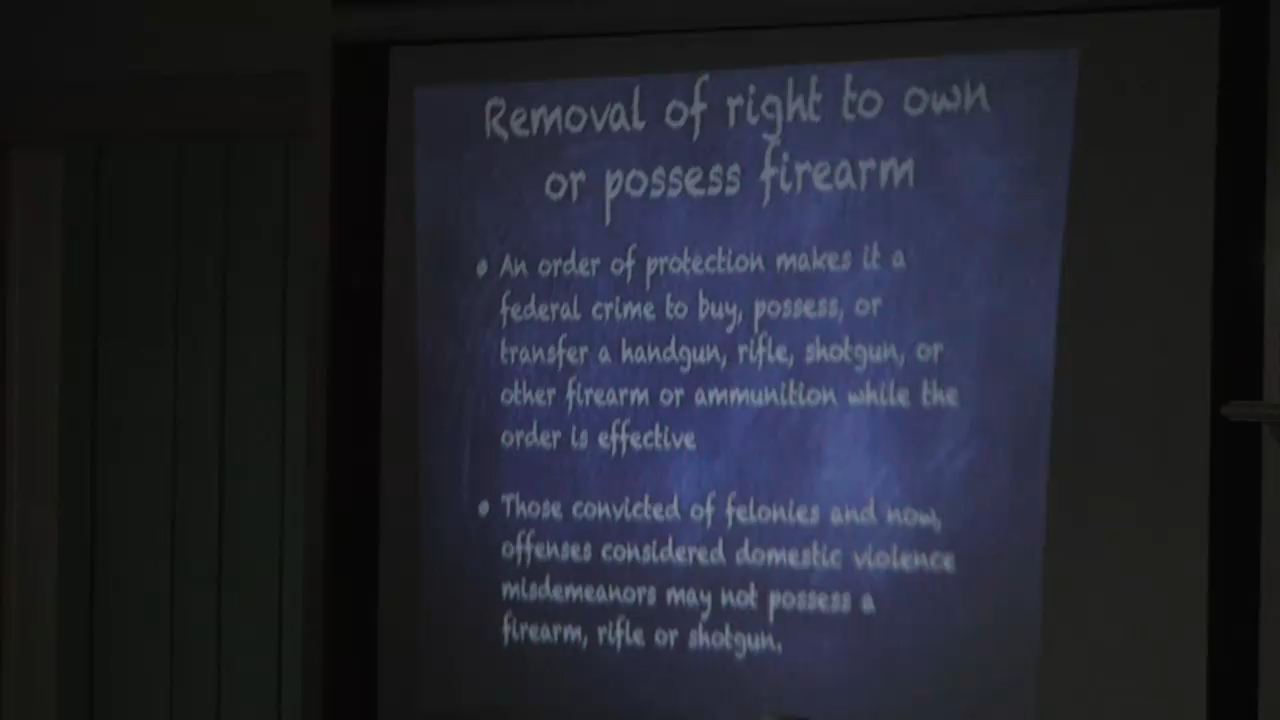 Removal of right to own
or possess firearm
• An order of protection makes it a
federal crime to buy, possess, or
transfer a handgun, rifle, shotgun, or
other firearm or ammunition while the
order is effective
• Those convicted of felonies and now,
offenses considered domestic violence
misdemeanors may not possess a
firearm, rifle or shotgun.